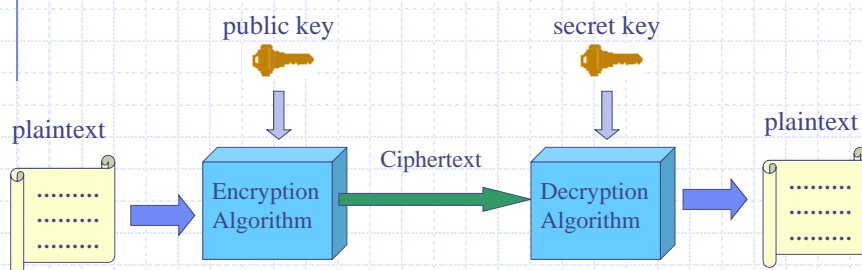 public key
secret key
plaintext
plaintext
Ciphertext
Encryption
Algorithm
Decryption
Algorithm